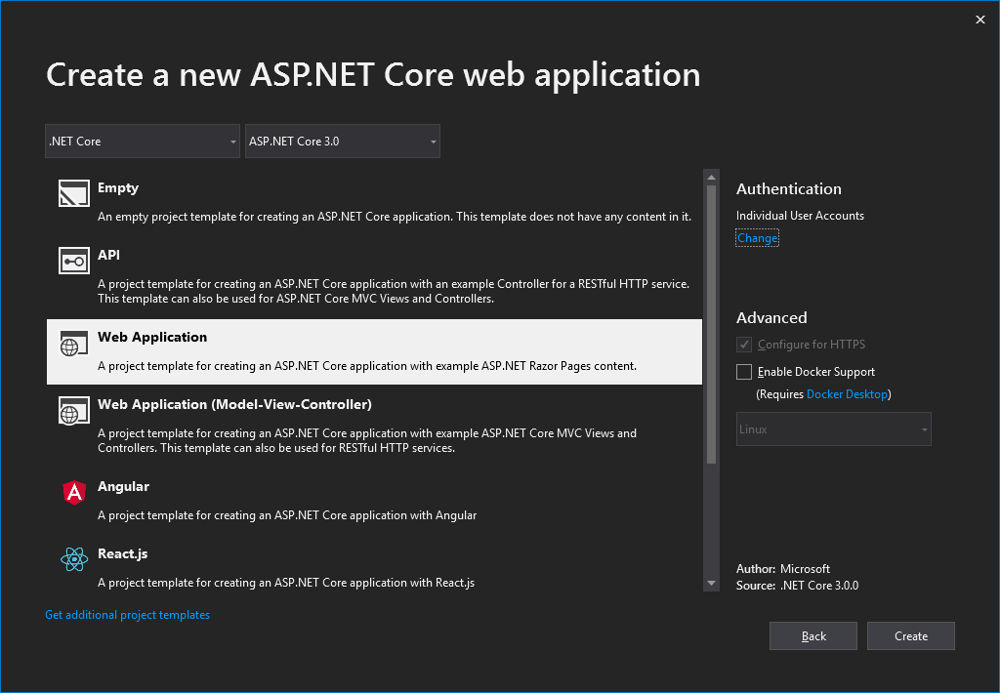 Create a new ASP.NET Core web application
.NET Core
ASP.NET Core 3.0
Empty
An empty project template for creating an ASP.NET Core application. This template does not have any content in it.
API
A project template for creating an ASP.NET Core application with an example Controller for a RESTful HTTP service.
This template can also be used for ASP.NET Core MVC Views and Controllers.
Web Application
A project template for creating an ASP.NET Core application with example ASP.NET Razor Pages content.
Web Application (Model-View-Controller)
A project template for creating an ASP.NET Core application with example ASP.NET Core MVC Views and
Controllers. This template can also be used for RESTful HTTP services.
Angular
A project template for creating an ASP.NET Core application with Angular
React.js
A project template for creating an ASP.NET Core application with React.js
Get additional project templates
Authentication
Individual User Accounts
Change
Advanced
Configure for HTTPS
Enable Docker Support
(Requires Docker Desktop)
Linux
Author: Microsoft
Source: .NET Core 3.0.0
Back
Create